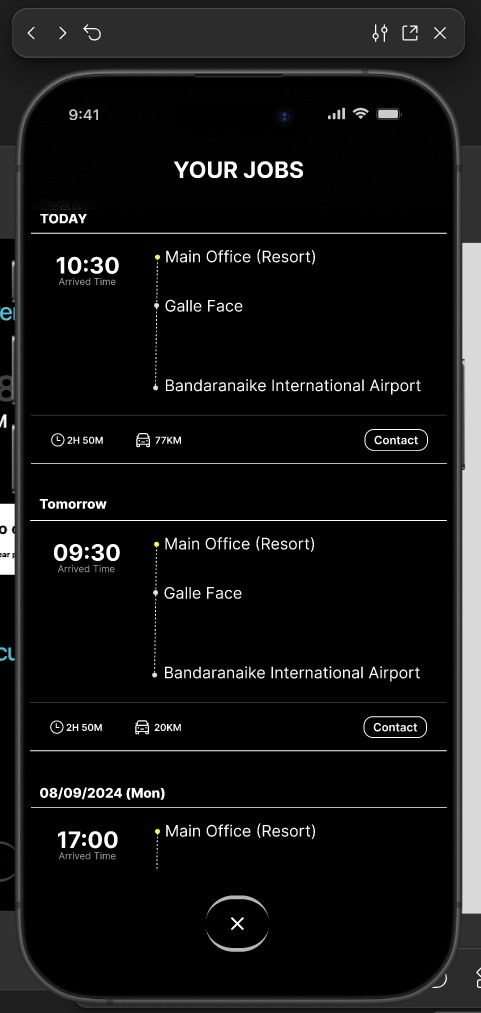 9:41
YOUR JOBS
TODAY
10:30
Arrived Time
Main Office (Resort)
Galle Face
Bandaranaike International Airport
2H 50M
77KM
Contact
Tomorrow
09:30
Arrived Time
Main Office (Resort)
Galle Face
Bandaranaike International Airport
2H 50M
20KM
Contact
08/09/2024 (Mon)
17:00
Arrived Time
Main Office (Resort)